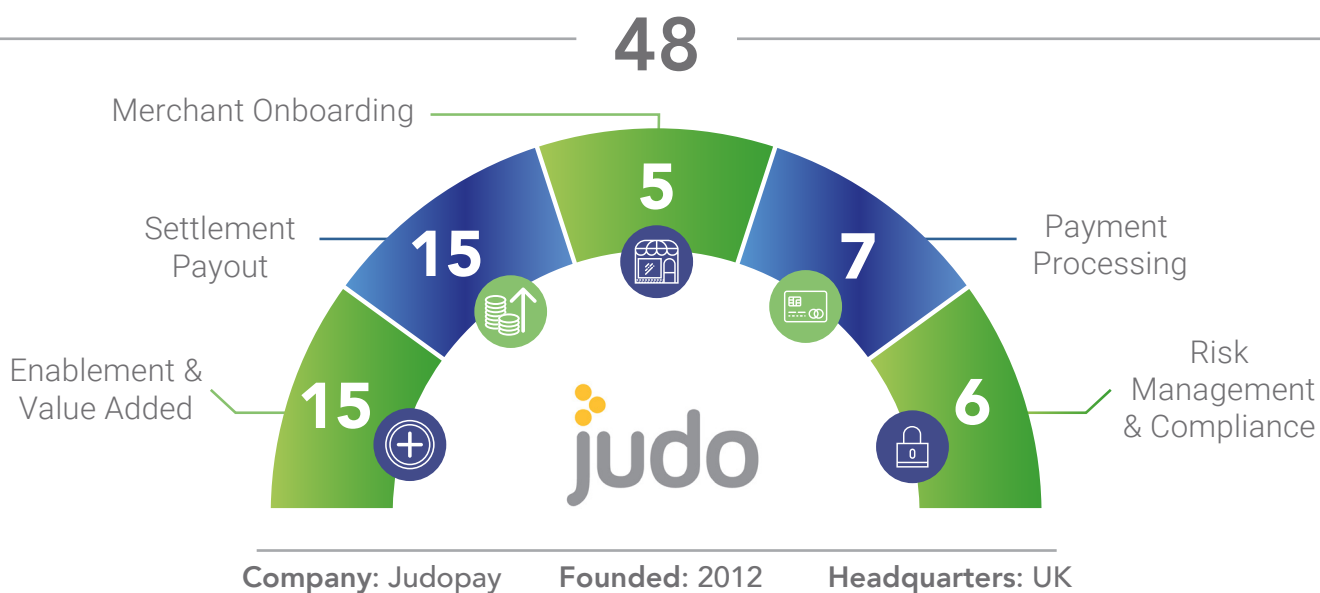 48
Merchant Onboarding
5
Settlement
Payout
15
7
Payment
Processing
Enablement &
Value Added
15
6
Risk
Management
& Compliance
judo
Company: Judopay Founded: 2012 Headquarters: UK